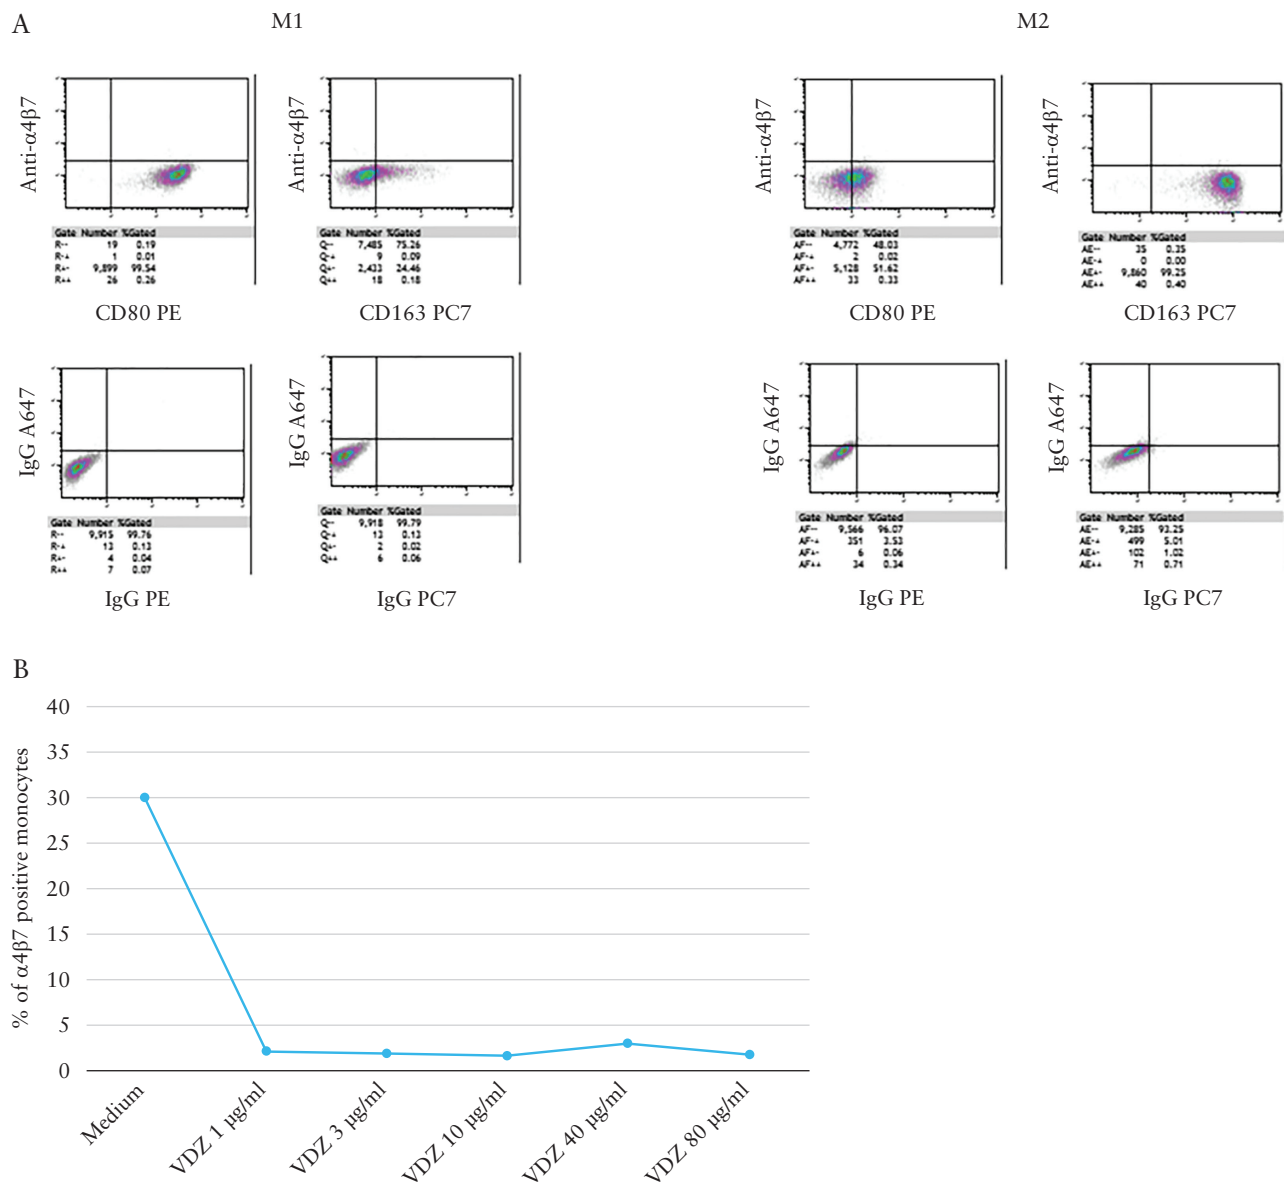 A
M1
M2
Anti-α4β7
Gate Number %Gated
R-- 19 0.19
R-+ 1 0.01
R+- 9,899 99.54
R++ 26 0.26
CD80 PE
Anti-α4β7
Gate Number %Gated
Q-- 7,485 75.26
Q-+ 9 0.09
Q+- 2,433 24.46
Q++ 18 0.18
CD163 PC7
Anti-α4β7
Gate Number %Gated
AF-- 4,772 48.03
AF-+ 2 0.02
AF+- 5,128 51.62
AF++ 33 0.33
CD80 PE
Anti-α4β7
Gate Number %Gated
AE-- 35 0.35
AE-+ 0 0.00
AE+- 9,860 99.25
AE++ 40 0.40
CD163 PC7
IgG A647
Gate Number %Gated
R-- 9,915 99.76
R-+ 13 0.13
R+- 4 0.04
R++ 7 0.07
IgG PE
IgG A647
Gate Number %Gated
Q-- 9,918 99.79
Q-+ 13 0.13
Q+- 2 0.02
Q++ 6 0.06
IgG PC7
IgG A647
Gate Number %Gated
AF-- 9,566 96.07
AF-+ 351 3.53
AF+- 6 0.06
AF++ 34 0.34
IgG PE
IgG A647
Gate Number %Gated
AE-- 9,285 93.25
AE-+ 499 5.01
AE+- 102 1.02
AE++ 71 0.71
IgG PC7
B
% of α4β7 positive monocytes
40
35
30
25
20
15
10
5
0
Medium
VDZ 1 µg/ml
VDZ 3 µg/ml
VDZ 10 µg/ml
VDZ 40 µg/ml
VDZ 80 µg/ml